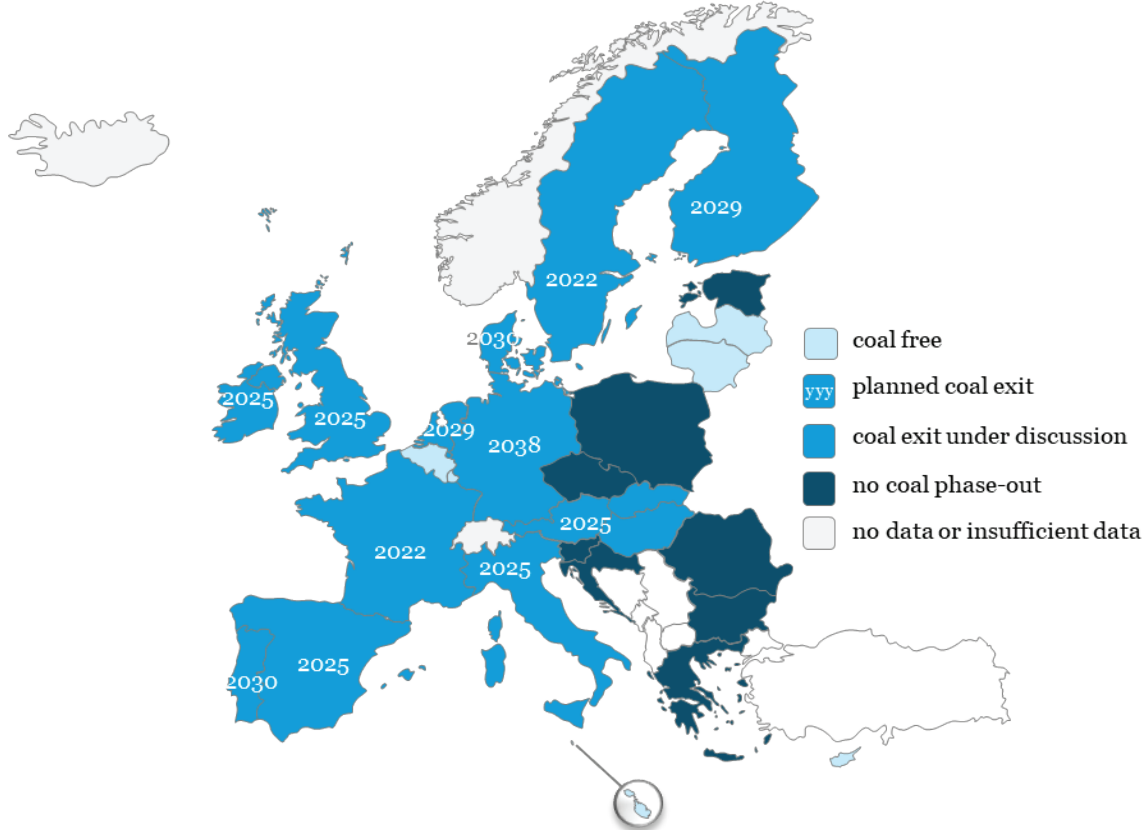 2029
2022
2030
coal free
2025
yyy planned coal exit
2025
2029
2038
coal exit under discussion
no coal phase-out
2025
no data or insufficient data
2022
2025
2025
2030